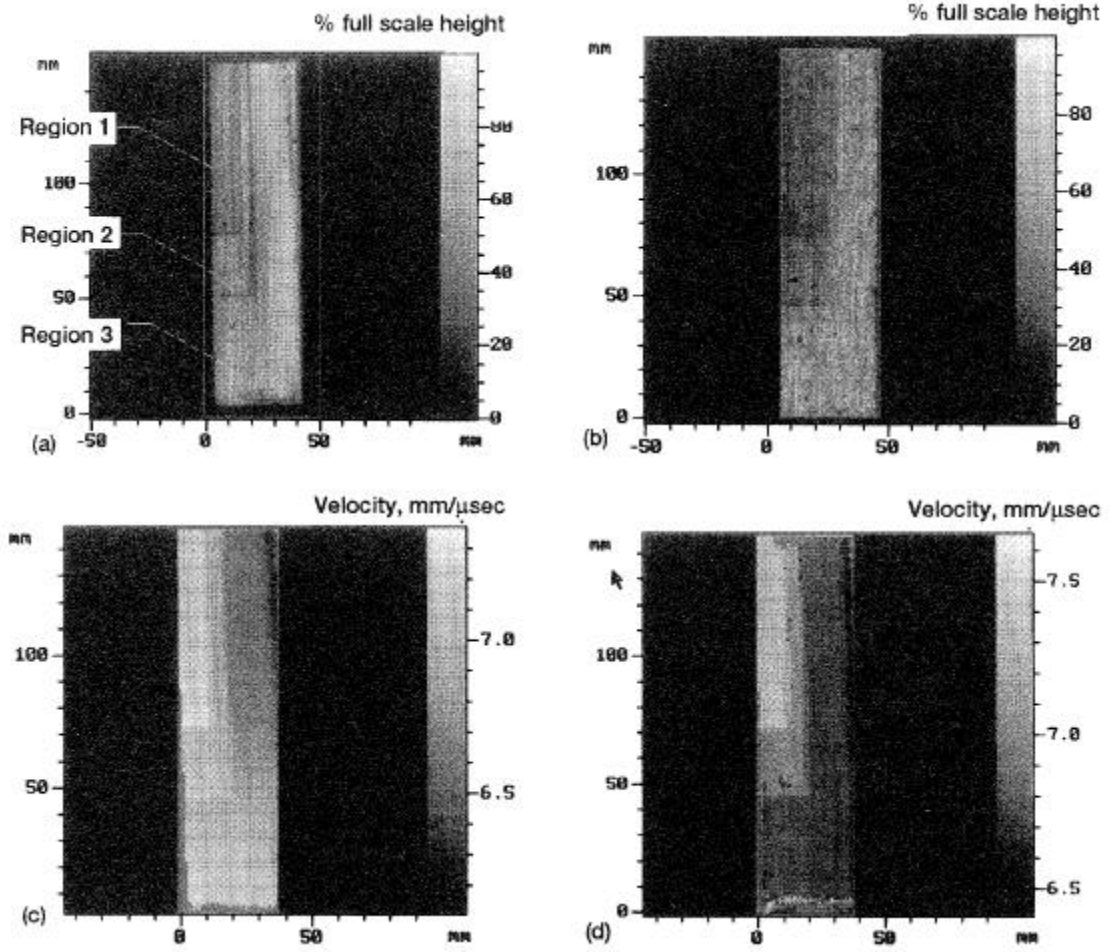 % full scale height
mm
Region 1
80
100
60
Region 2
40
50
Region 3
20
0
0
(a)
-50
0
50
mm
% full scale height
mm
80
100
60
40
50
20
0
0
(b)
-50
0
50
mm
Velocity, mm/μsec
mm
7.0
100
50
6.5
(c)
0
50
mm
Velocity, mm/μsec
mm
7.5
100
7.0
50
6.5
0
(d)
0
50
mm